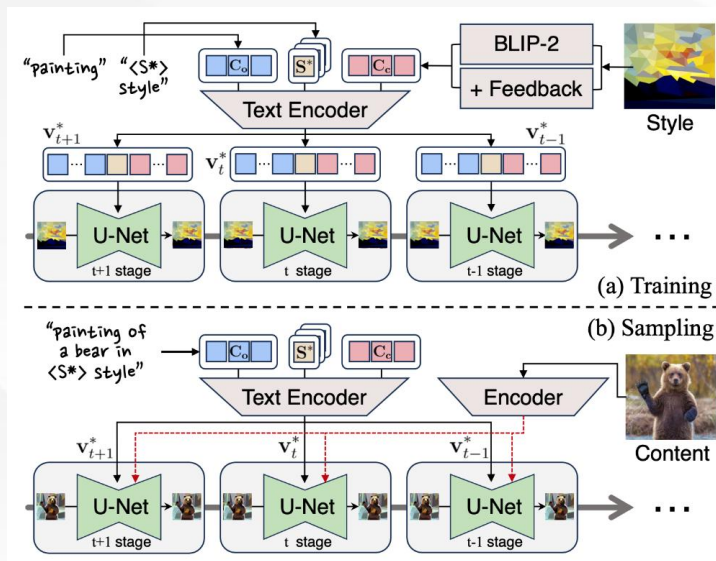 "painting"
"<S*>
style"
C_o
S*
C_c
BLIP-2
+ Feedback
Text Encoder
Style
v*_{t+1}
v*_t
v*_{t-1}
... ...
... ...
... ...
U-Net
U-Net
U-Net
...
t+1 stage
t stage
t-1 stage
(a) Training
(b) Sampling
"painting of
a bear in
<S*> style"
C_o
S*
C_c
Text Encoder
Encoder
Content
v*_{t+1}
v*_t
v*_{t-1}
U-Net
U-Net
U-Net
...
t+1 stage
t stage
t-1 stage